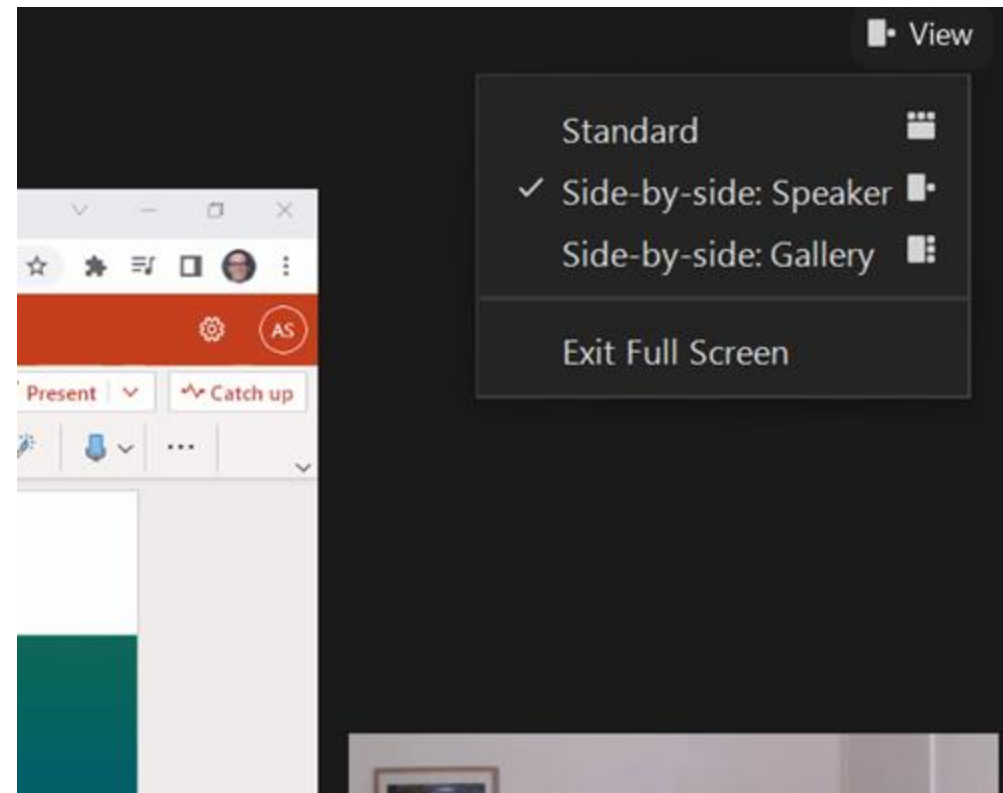 View
Standard
✓ Side-by-side: Speaker
Side-by-side: Gallery
Exit Full Screen
AS
Present
Catch up